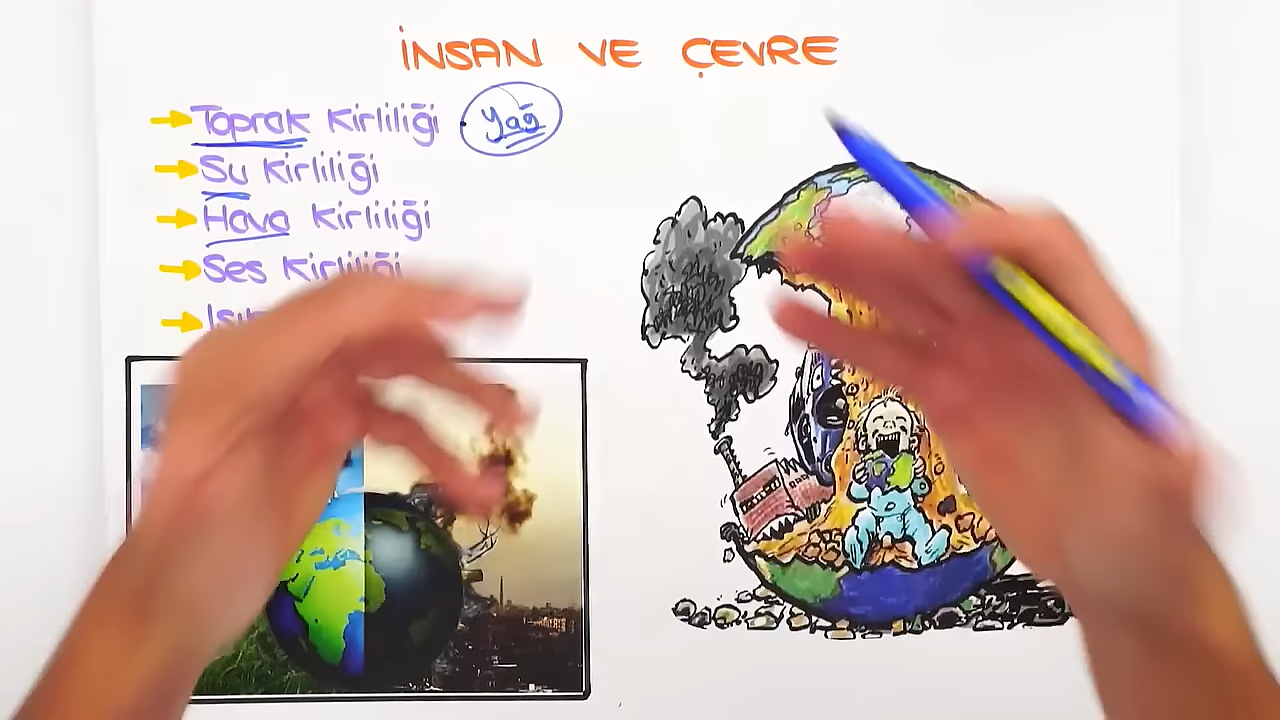 İNSAN VE ÇEVRE
Toprak Kirliliği Yağ
Su Kirliliği
Hava Kirliliği
Ses Kirliliği